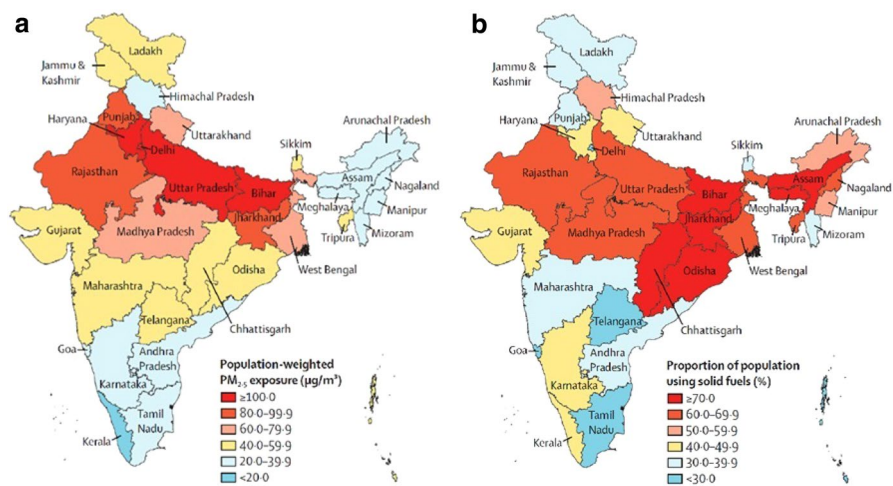 a
Ladakh
Jammu &
Kashmir
Himachal Pradesh
Haryana
Punjab
Uttarakhand
Delhi
Arunachal Pradesh
Sikkim
Rajasthan
Uttar Pradesh
Bihar
Assam
Nagaland
Meghalaya
Manipur
Jharkhand
Gujarat
Madhya Pradesh
Tripura
Mizoram
West Bengal
Odisha
Maharashtra
Chhattisgarh
Telangana
Goa
Andhra
Pradesh
Karnataka
Tamil
Nadu
Kerala
Population-weighted
PM2·5 exposure (μg/m³)
≥100·0
80·0–99·9
60·0–79·9
40·0–59·9
20·0–39·9
<20·0
b
Ladakh
Jammu &
Kashmir
Himachal Pradesh
Punjab
Haryana
Uttarakhand
Delhi
Arunachal Pradesh
Sikkim
Rajasthan
Uttar Pradesh
Bihar
Assam
Nagaland
Meghalaya
Manipur
Jharkhand
Gujarat
Madhya Pradesh
Tripura
Mizoram
West Bengal
Odisha
Maharashtra
Chhattisgarh
Telangana
Goa
Andhra
Pradesh
Karnataka
Tamil
Nadu
Kerala
Proportion of population
using solid fuels (%)
≥70·0
60·0–69·9
50·0–59·9
40·0–49·9
30·0–39·9
<30·0